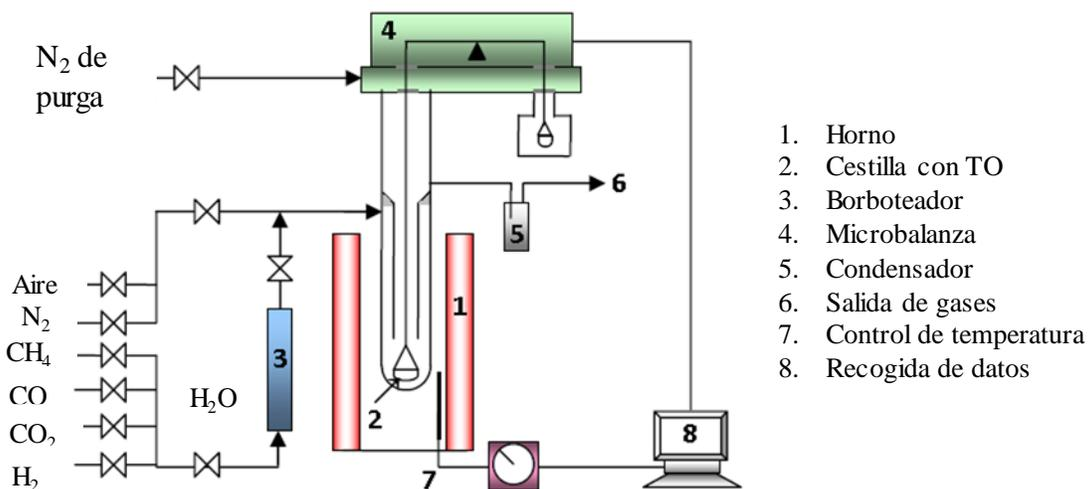 N₂ de
purga
Aire
N₂
CH₄
CO
CO₂
H₂
H₂O
1
2
3
4
5
6
7
8
1. Horno
2. Cestilla con TO
3. Borboteador
4. Microbalanza
5. Condensador
6. Salida de gases
7. Control de temperatura
8. Recogida de datos